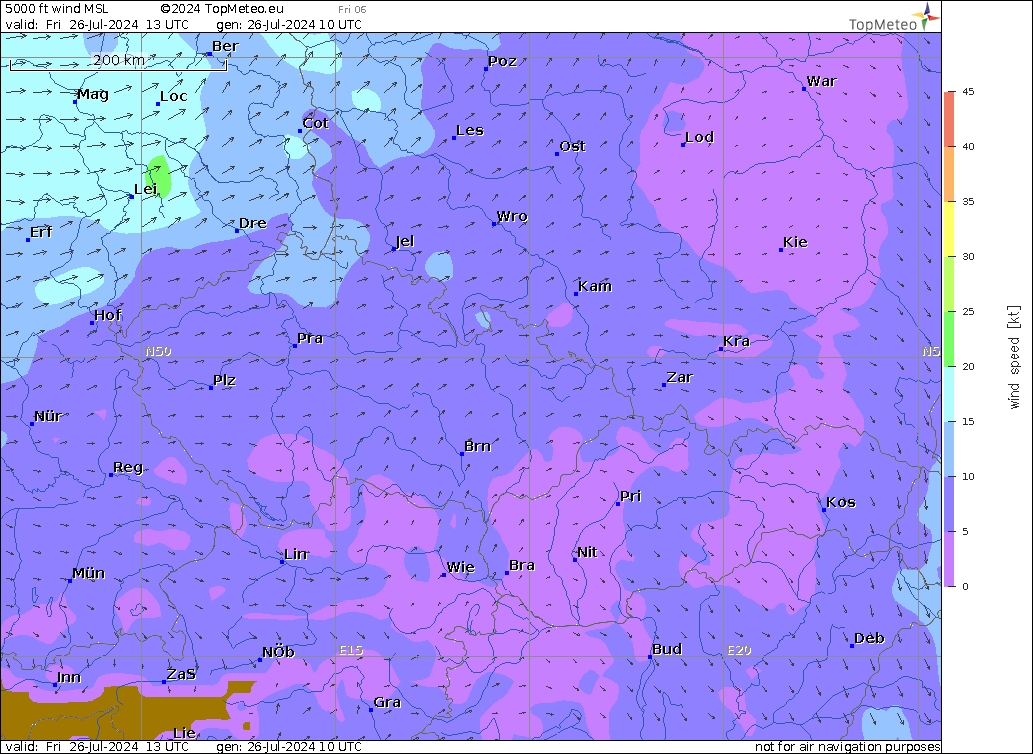 5000 ft wind MSL ©2024 TopMeteo.eu Fri 06
valid: Fri 26-Jul-2024 13 UTC gen: 26-Jul-2024 10 UTC
TopMeteo
Ber
200 km
Poz
War
Mag
Loc
45
Cot
Les
Lod
Ost
40
Lei
35
Wro
Dre
Erf
Jel
Kie
30
Kam
Hof
25
Pra
Kra
N50
N5
wind speed [kt]
Plz
Zar
20
Nür
15
Brn
Reg
10
Pri
Kos
5
Lin
Nit
Wie
Bra
Mün
0
Deb
NÖb
E15
Bud
E20
Inn
ZaS
Gra
Lie
valid: Fri 26-Jul-2024 13 UTC gen: 26-Jul-2024 10 UTC not for air navigation purposes